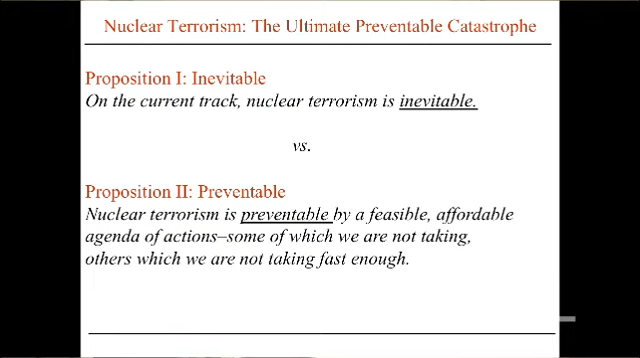 Nuclear Terrorism: The Ultimate Preventable Catastrophe
Proposition I: Inevitable
On the current track, nuclear terrorism is inevitable.
vs.
Proposition II: Preventable
Nuclear terrorism is preventable by a feasible, affordable
agenda of actions–some of which we are not taking,
others which we are not taking fast enough.